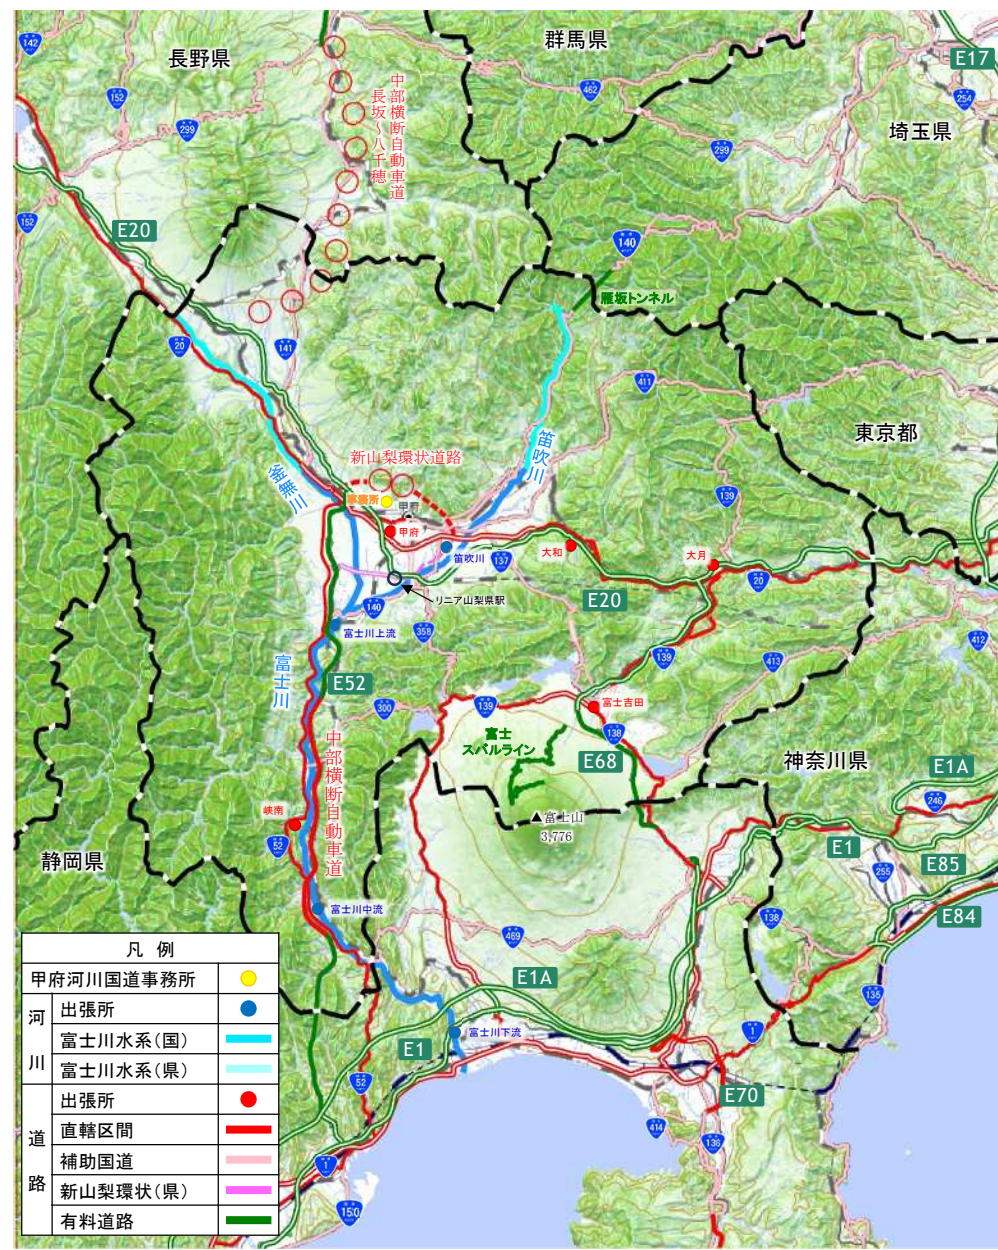 群馬県
長野県
142
E17
中部横断自動車道
長坂～八千穂
462
152
254
299
埼玉県
299
152
E20
140
雁坂トンネル
20
141
411
東京都
笛吹川
新山梨環状道路
釜無川
139
事務所
甲府
甲府
笛吹川
大和
大月
137
20
E20
リニア山梨県駅
140
358
富士川上流
412
139
413
富士川
E52
300
139
富士吉田
138
富士
スバルライン
E68
神奈川県
E1A
中部横断自動車道
246
峡南
▲富士山
3,776
52
E1
静岡県
E85
255
富士川中流
138
E84
469
E1A
135
富士川下流
1
E1
52
E70
414
136
1
150
凡 例
甲府河川国道事務所
河川
出張所
富士川水系(国)
富士川水系(県)
道路
出張所
直轄区間
補助国道
新山梨環状(県)
有料道路